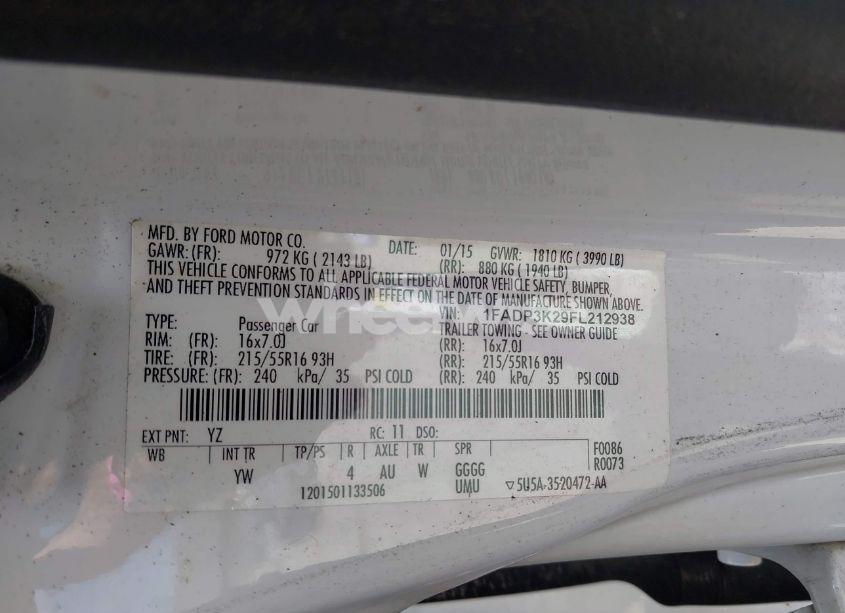 MFD. BY FORD MOTOR CO.
DATE: 01/15 GVWR: 1810 KG ( 3990 LB)
GAWR: (FR): 972 KG ( 2143 LB) (RR): 880 KG ( 1940 LB)
THIS VEHICLE CONFORMS TO ALL APPLICABLE FEDERAL MOTOR VEHICLE SAFETY, BUMPER,
AND THEFT PREVENTION STANDARDS IN EFFECT ON THE DATE OF MANUFACTURE SHOWN ABOVE.
VIN: 1FADP3K29FL212938
TYPE: Passenger Car TRAILER TOWING - SEE OWNER GUIDE
RIM: (FR) 16x7.0J (RR): 16x7.0J
TIRE: (FR) 215/55R16 93H (RR): 215/55R16 93H
PRESSURE: (FR): 240 kPa/ 35 PSI COLD (RR): 240 kPa/ 35 PSI COLD
EXT PNT: YZ RC: 11 DSO:
WB INT TR TP/PS R AXLE TR SPR F0086
YW 4 AU W GGGG R0073
1201501133506 UMU ▽5U5A-3520472-AA